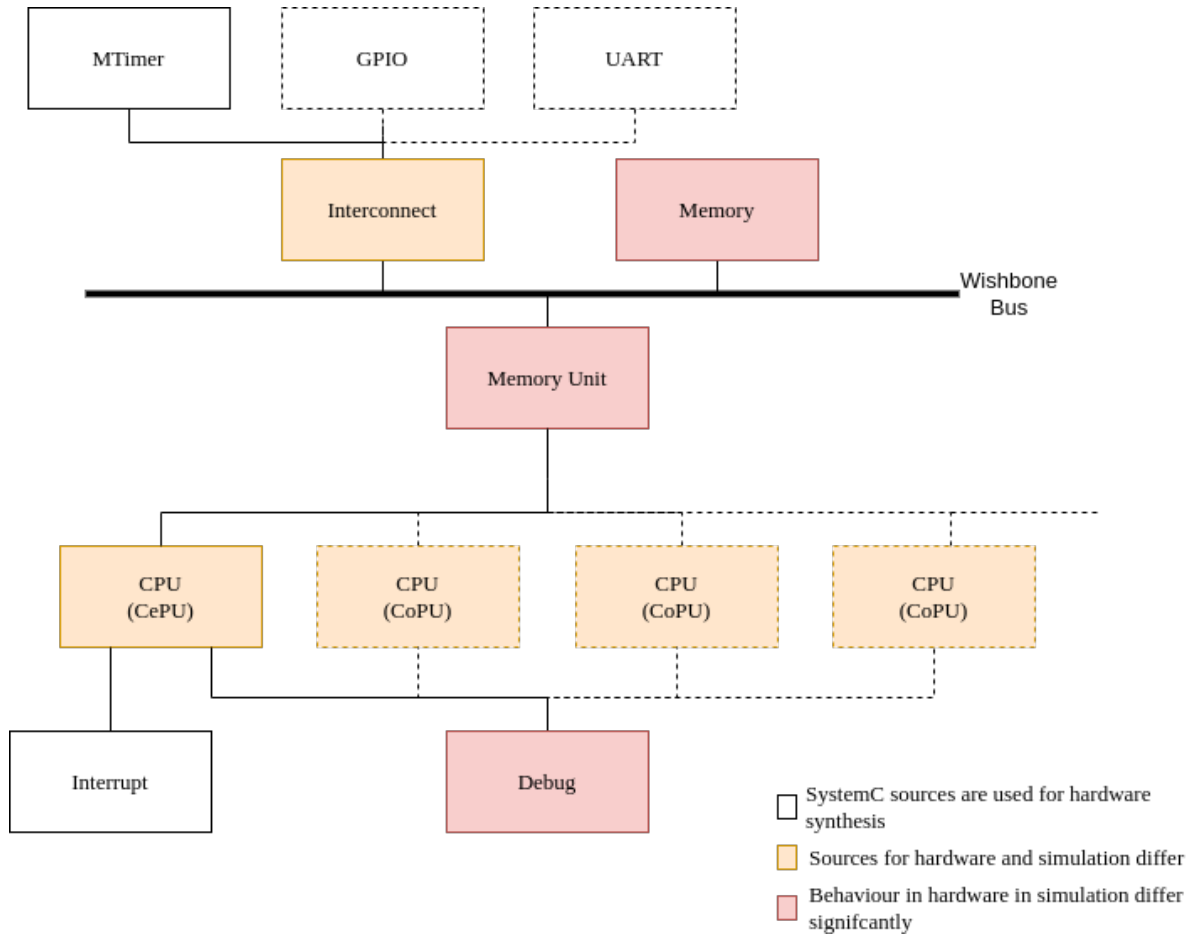 MTimer
GPIO
UART
Interconnect
Memory
Wishbone
Bus
Memory Unit
CPU
(CePU)
CPU
(CoPU)
CPU
(CoPU)
CPU
(CoPU)
Interrupt
Debug
SystemC sources are used for hardware
synthesis
Sources for hardware and simulation differ
Behaviour in hardware in simulation differ
signifcantly